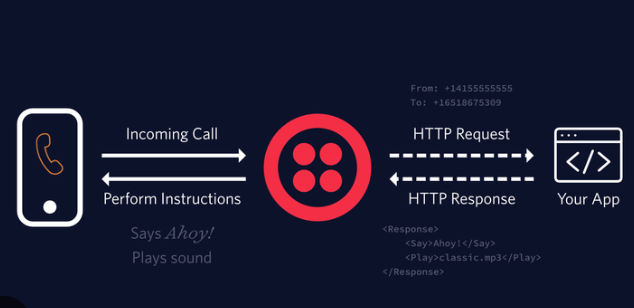 From: +14155555555
To: +16518675309
Incoming Call
HTTP Request
Perform Instructions
HTTP Response
Your App
Says Ahoy!
Plays sound
<Response>
<Say>Ahoy!</Say>
<Play>classic.mp3</Play>
</Response>